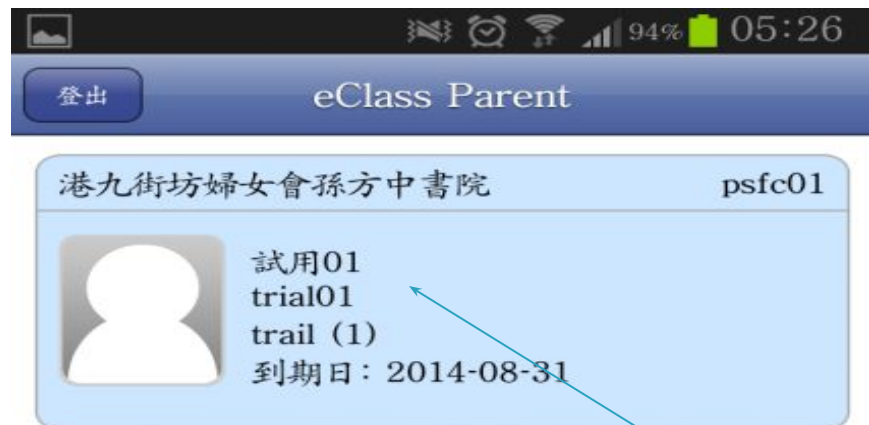 94% 05:26
登出 eClass Parent
港九街坊婦女會孫方中書院 psfc01
試用01
trial01
trail (1)
到期日：2014-08-31